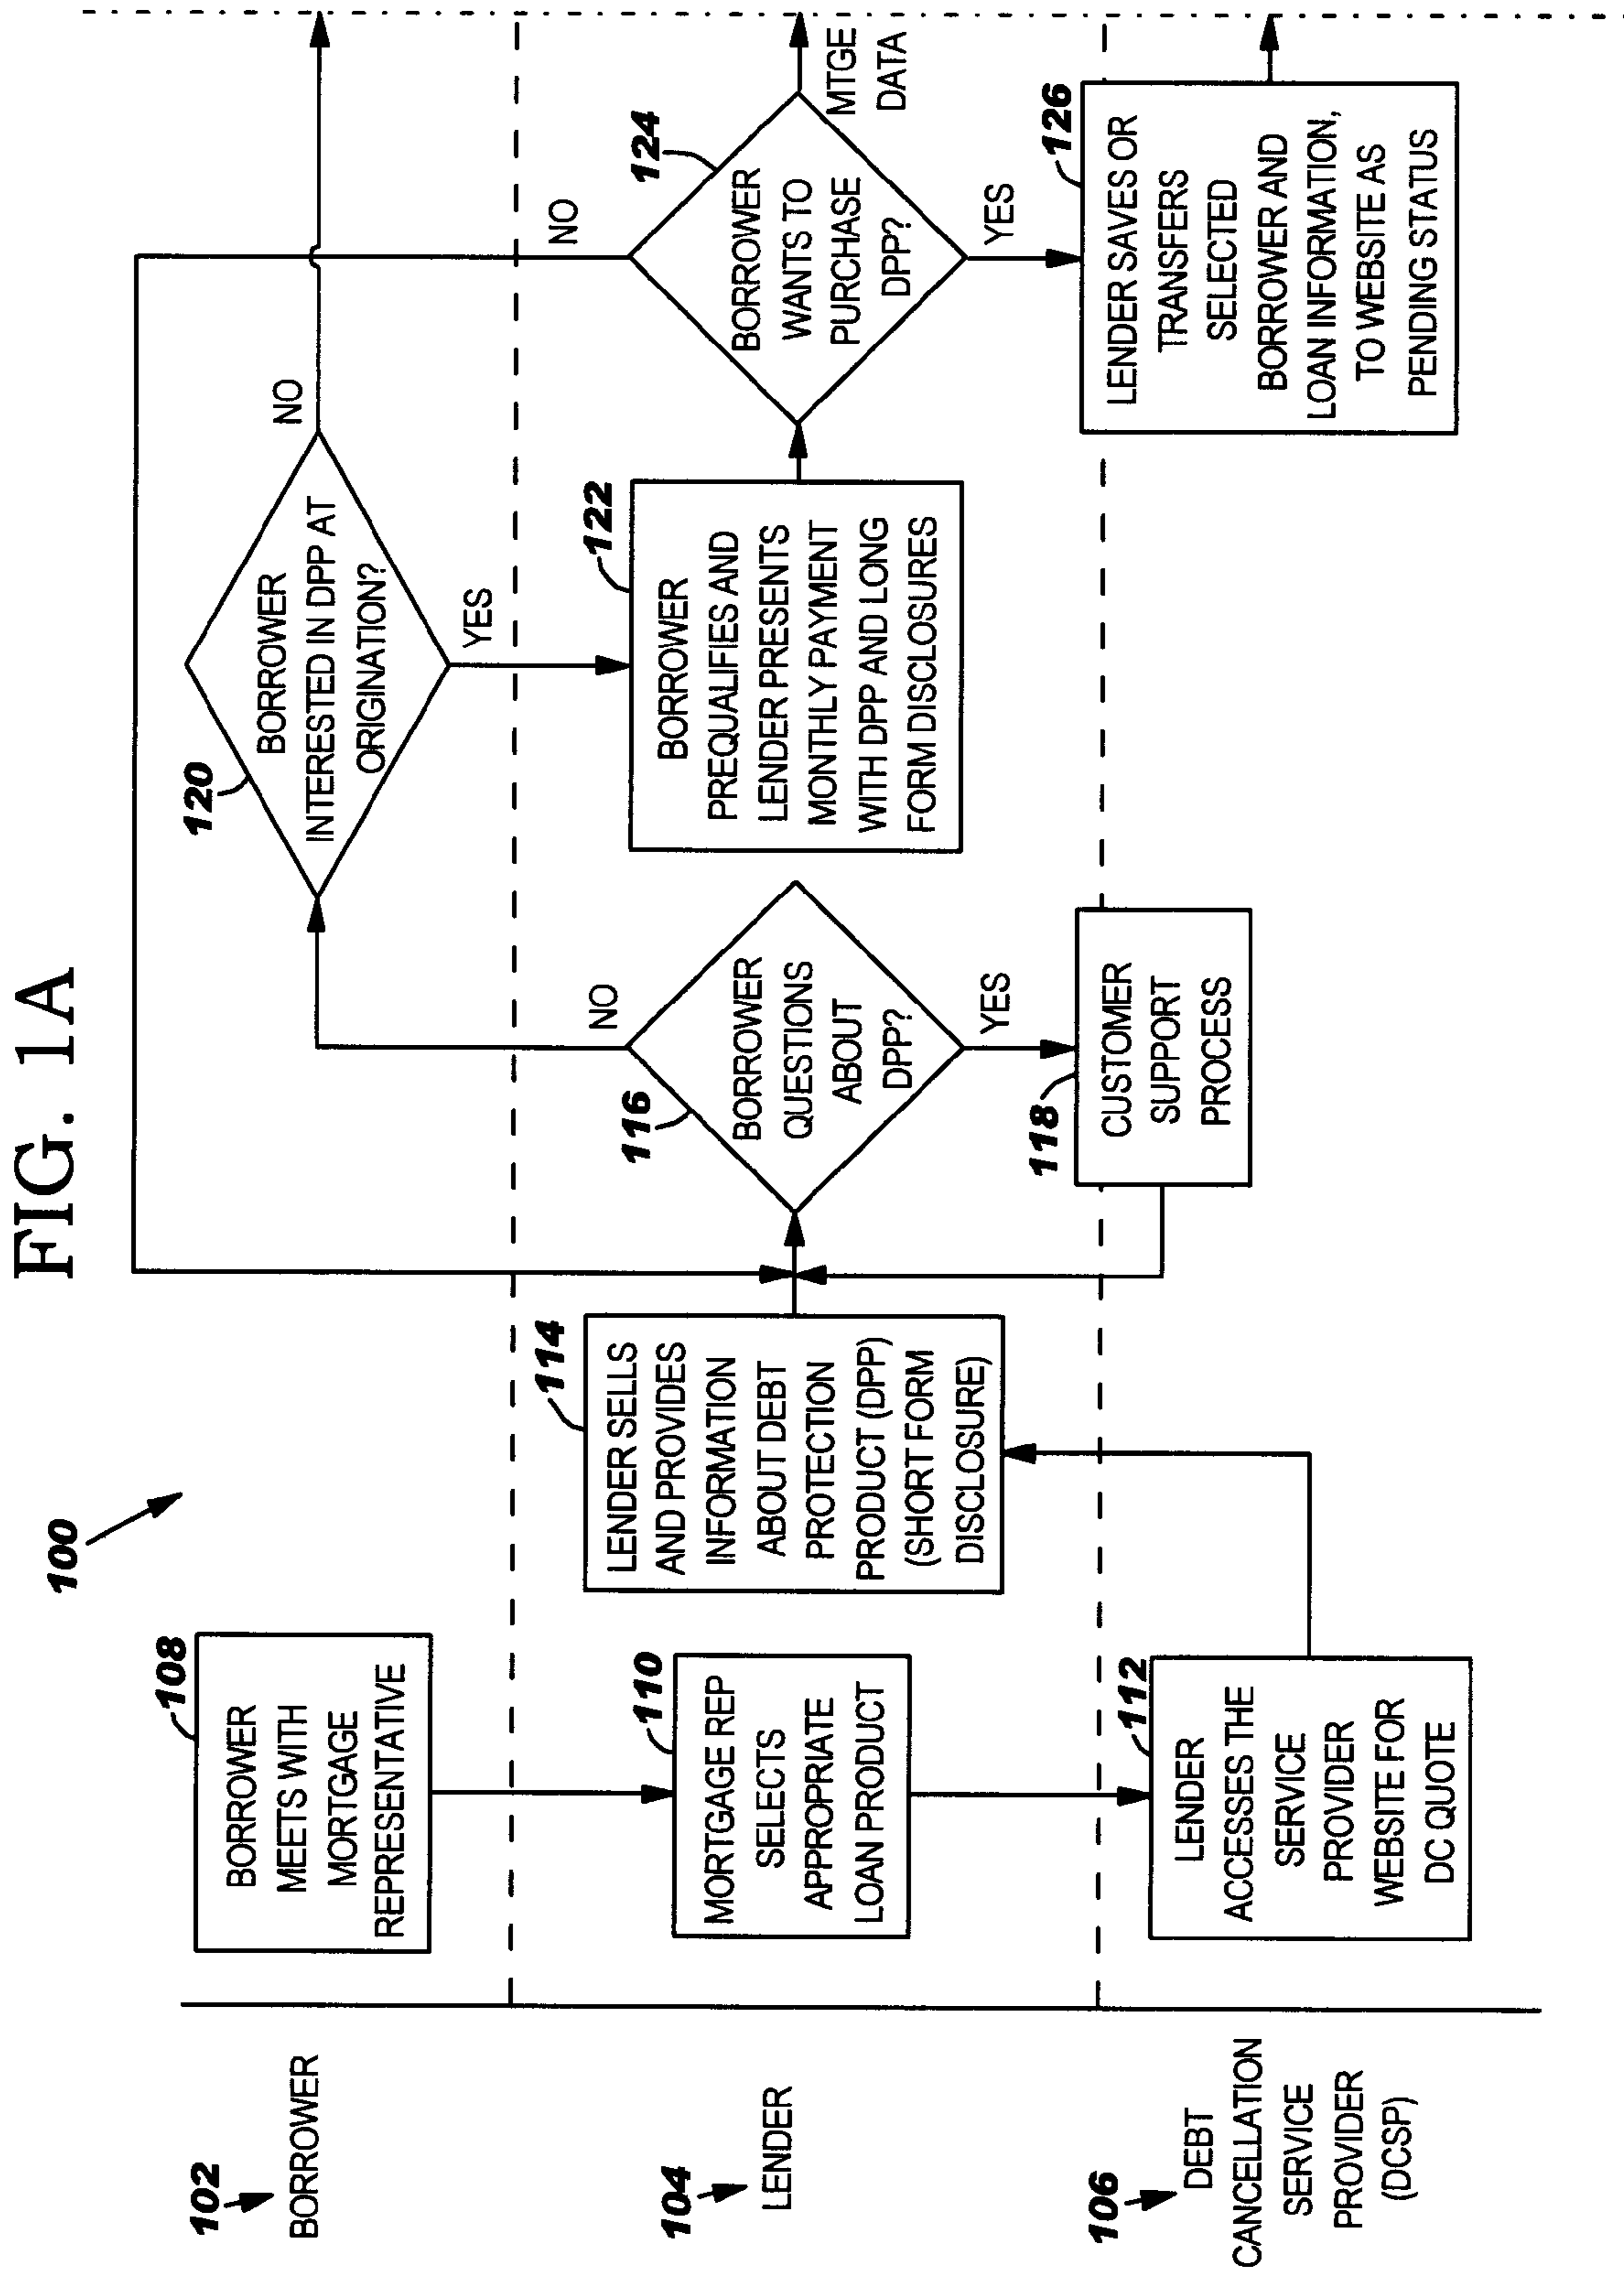 FIG. 1A
100
102
BORROWER
108
BORROWER
MEETS WITH
MORTGAGE
REPRESENTATIVE
120
BORROWER
INTERESTED IN DPP AT
ORIGINATION?
NO
YES
104
LENDER
110
MORTGAGE REP
SELECTS
APPROPRIATE
LOAN PRODUCT
114
LENDER SELLS
AND PROVIDES
INFORMATION
ABOUT DEBT
PROTECTION
PRODUCT (DPP)
(SHORT FORM
DISCLOSURE)
116
BORROWER
QUESTIONS
ABOUT
DPP?
NO
YES
122
BORROWER
PREQUALIFIES AND
LENDER PRESENTS
MONTHLY PAYMENT
WITH DPP AND LONG
FORM DISCLOSURES
124
BORROWER
WANTS TO
PURCHASE
DPP?
NO
YES
MTGE
DATA
106
DEBT
CANCELLATION
SERVICE
PROVIDER
(DCSP)
112
LENDER
ACCESSES THE
SERVICE
PROVIDER
WEBSITE FOR
DC QUOTE
118
CUSTOMER
SUPPORT
PROCESS
126
LENDER SAVES OR
TRANSFERS
SELECTED
BORROWER AND
LOAN INFORMATION,
TO WEBSITE AS
PENDING STATUS